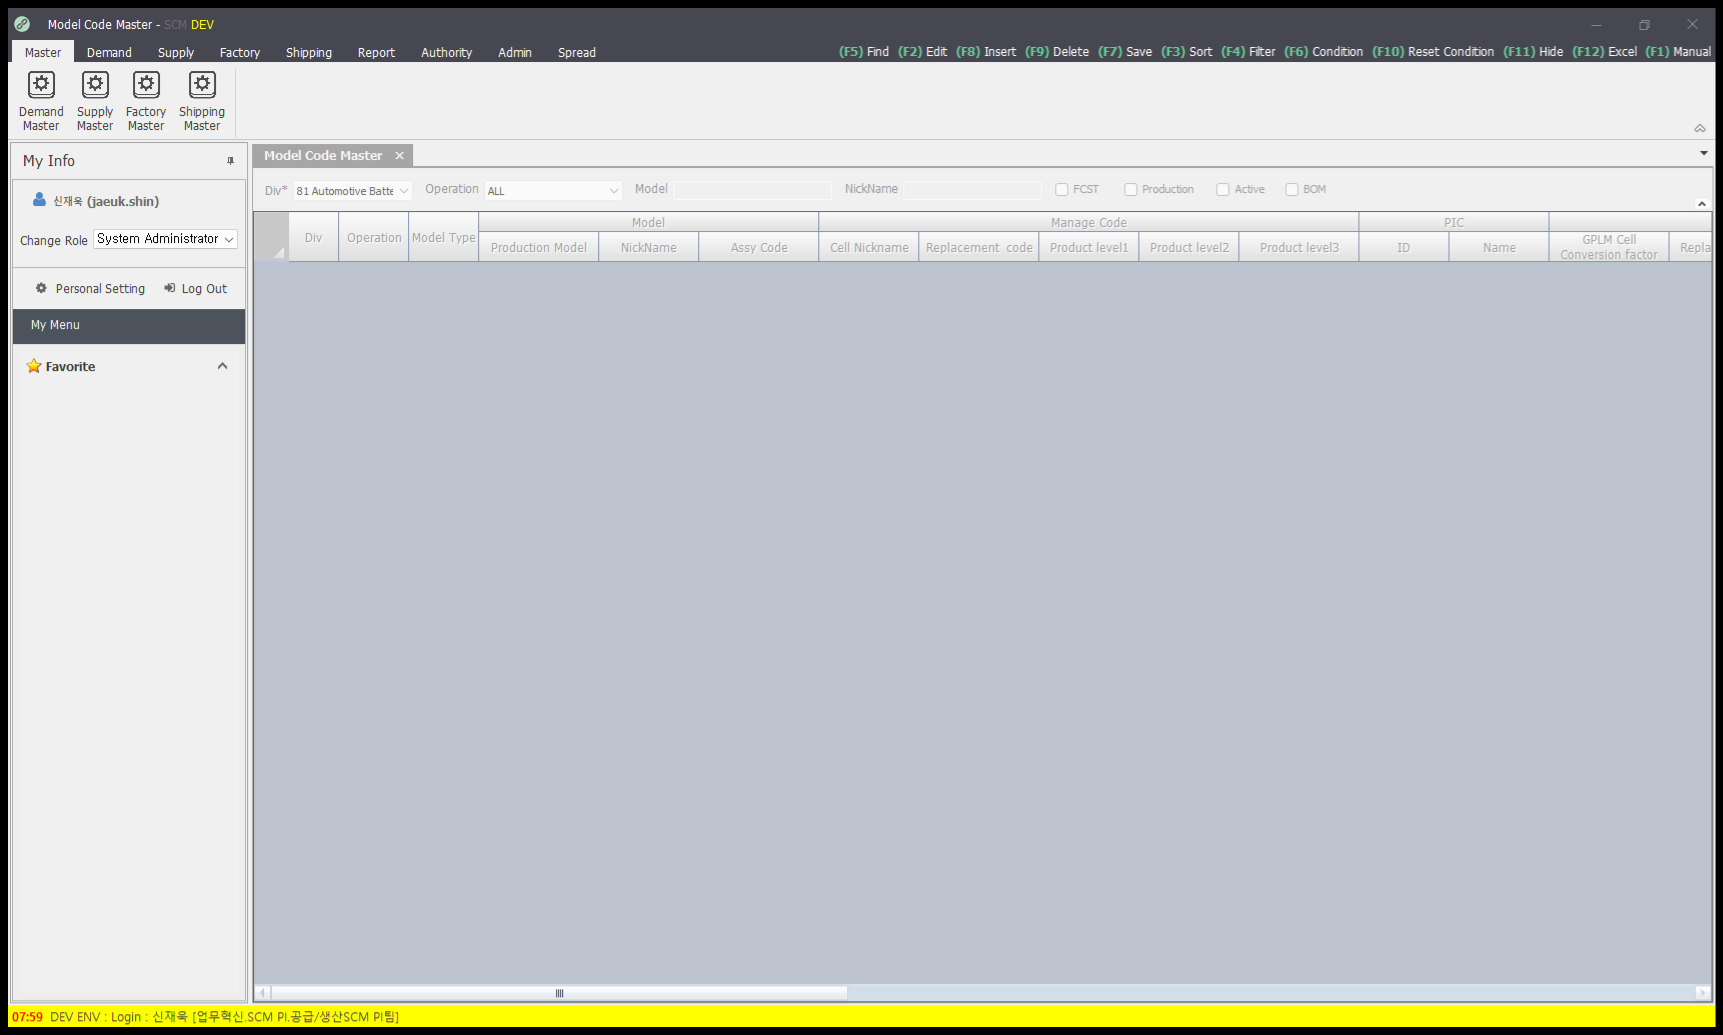 Model Code Master - SCM DEV
Master Demand Supply Factory Shipping Report Authority Admin Spread (F5) Find (F2) Edit (F8) Insert (F9) Delete (F7) Save (F3) Sort (F4) Filter (F6) Condition (F10) Reset Condition (F11) Hide (F12) Excel (F1) Manual
Demand Master
Supply Master
Factory Master
Shipping Master
My Info
신재욱 (jaeuk.shin)
Change Role System Administrator
Personal Setting Log Out
My Menu
Favorite
Model Code Master
Div* 81 Automotive Batte Operation ALL Model NickName FCST Production Active BOM
Div Operation Model Type
Model Manage Code PIC
Production Model NickName Assy Code Cell Nickname Replacement code Product level1 Product level2 Product level3 ID Name GPLM Cell Conversion factor Repla
07:59 DEV ENV : Login : 신재욱 [업무혁신.SCM PI.공급/생산SCM PI팀]